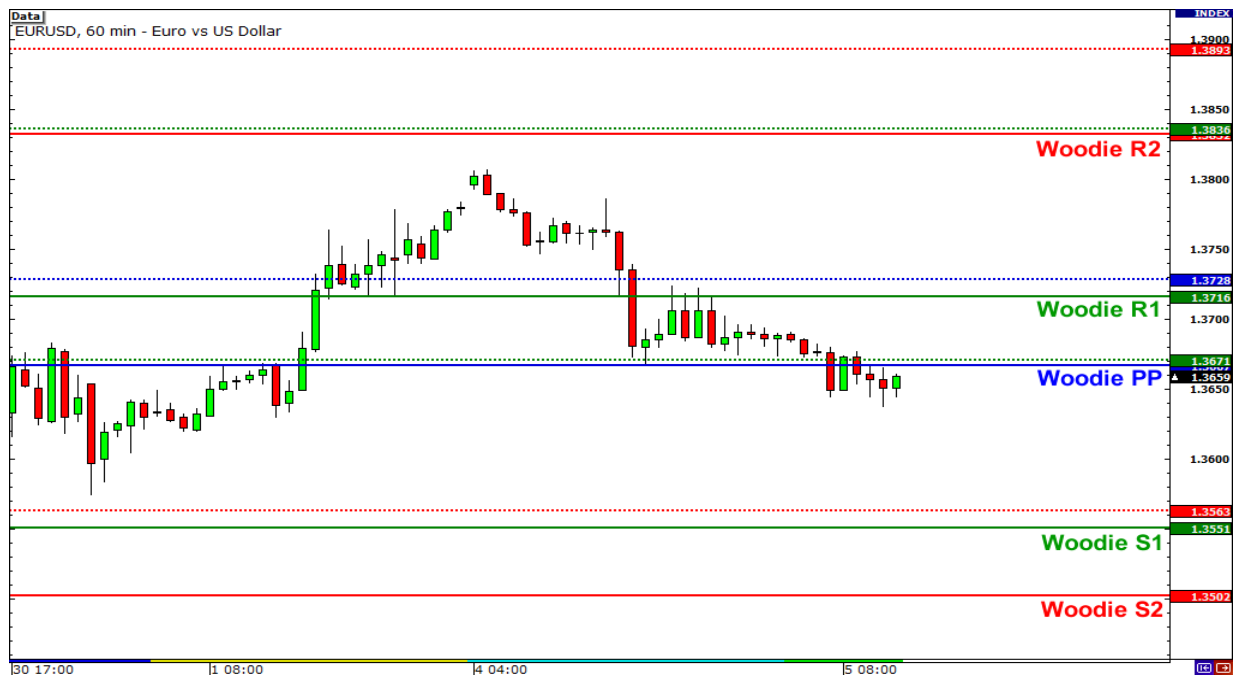 Data
INDEX
EURUSD, 60 min - Euro vs US Dollar
1.3900
1.3893
1.3850
1.3836
Woodie R2
1.3800
1.3750
1.3728
1.3716
Woodie R1
1.3700
1.3671
Woodie PP
1.3659
1.3650
1.3600
1.3563
1.3551
Woodie S1
1.3502
Woodie S2
30 17:00
1 08:00
4 04:00
5 08:00